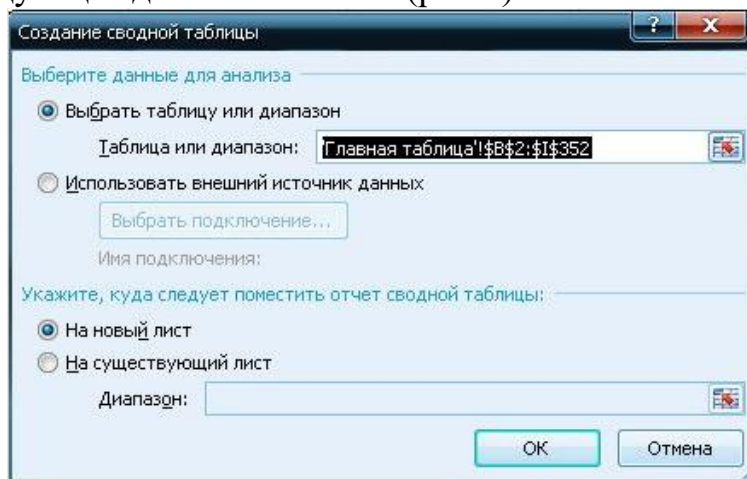 Создание сводной таблицы
Выберите данные для анализа
Выбрать таблицу или диапазон
Таблица или диапазон: 'Главная таблица'!$B$2:$I$352
Использовать внешний источник данных
Выбрать подключение...
Имя подключения:
Укажите, куда следует поместить отчет сводной таблицы:
На новый лист
На существующий лист
Диапазон:
ОК Отмена